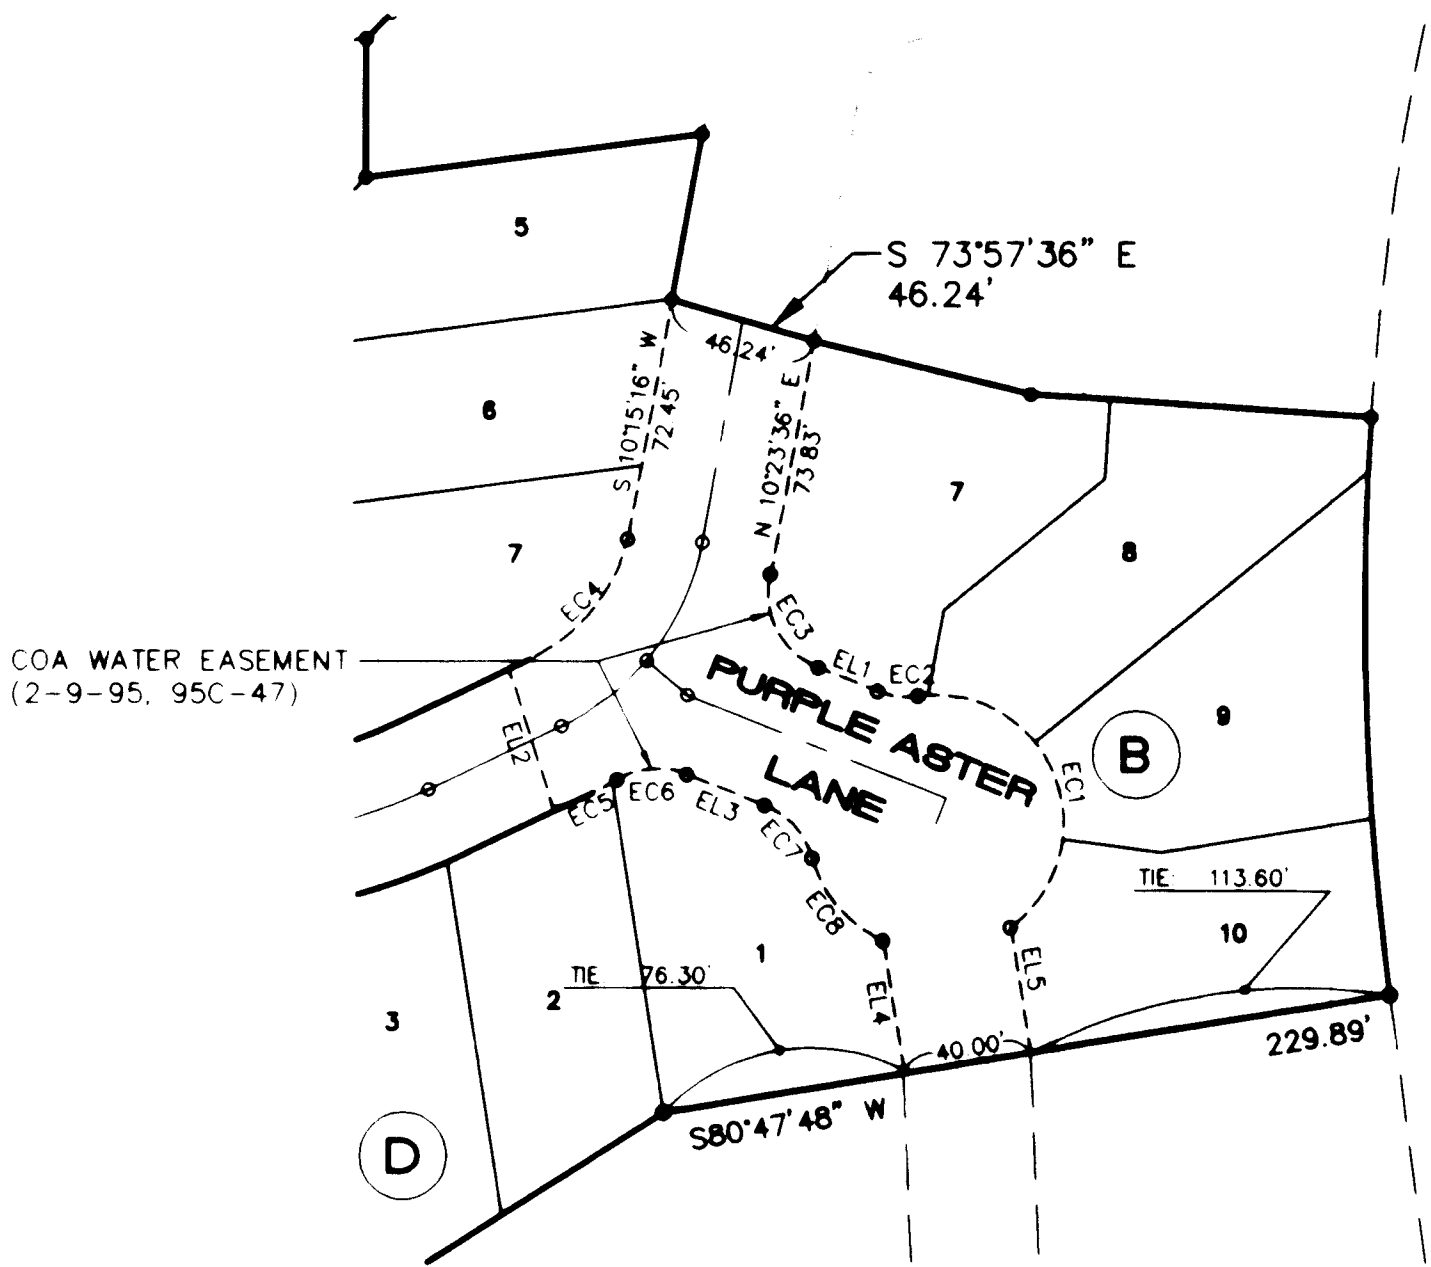 5
S 73°57'36" E
46.24'
46.24'
S 10°15'16" W
72.45'
N 10°23'36" E
73.83'
6
7
7
8
EC4
EC3
EL1
EC2
COA WATER EASEMENT
(2-9-95, 95C-47)
PURPLE ASTER
LANE
9
B
EC1
EL2
EC5
EC6
EL3
EC7
EC8
TIE: 113.60'
10
EL5
1
TIE 76.30'
EL4
2
3
40.00'
229.89'
S80°47'48" W
D